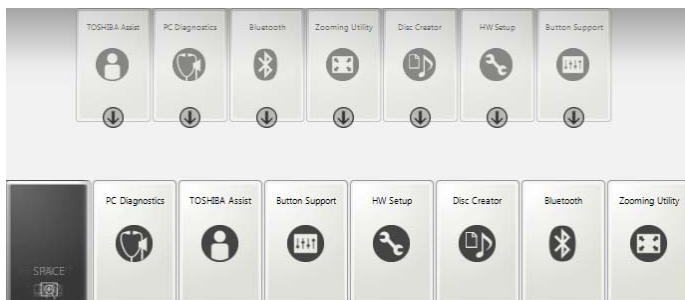 TOSHIBA Assist
PC Diagnostics
Bluetooth
Zooming Utility
Disc Creator
HW Setup
Button Support
PC Diagnostics
TOSHIBA Assist
Button Support
HW Setup
Disc Creator
Bluetooth
Zooming Utility
SPACE